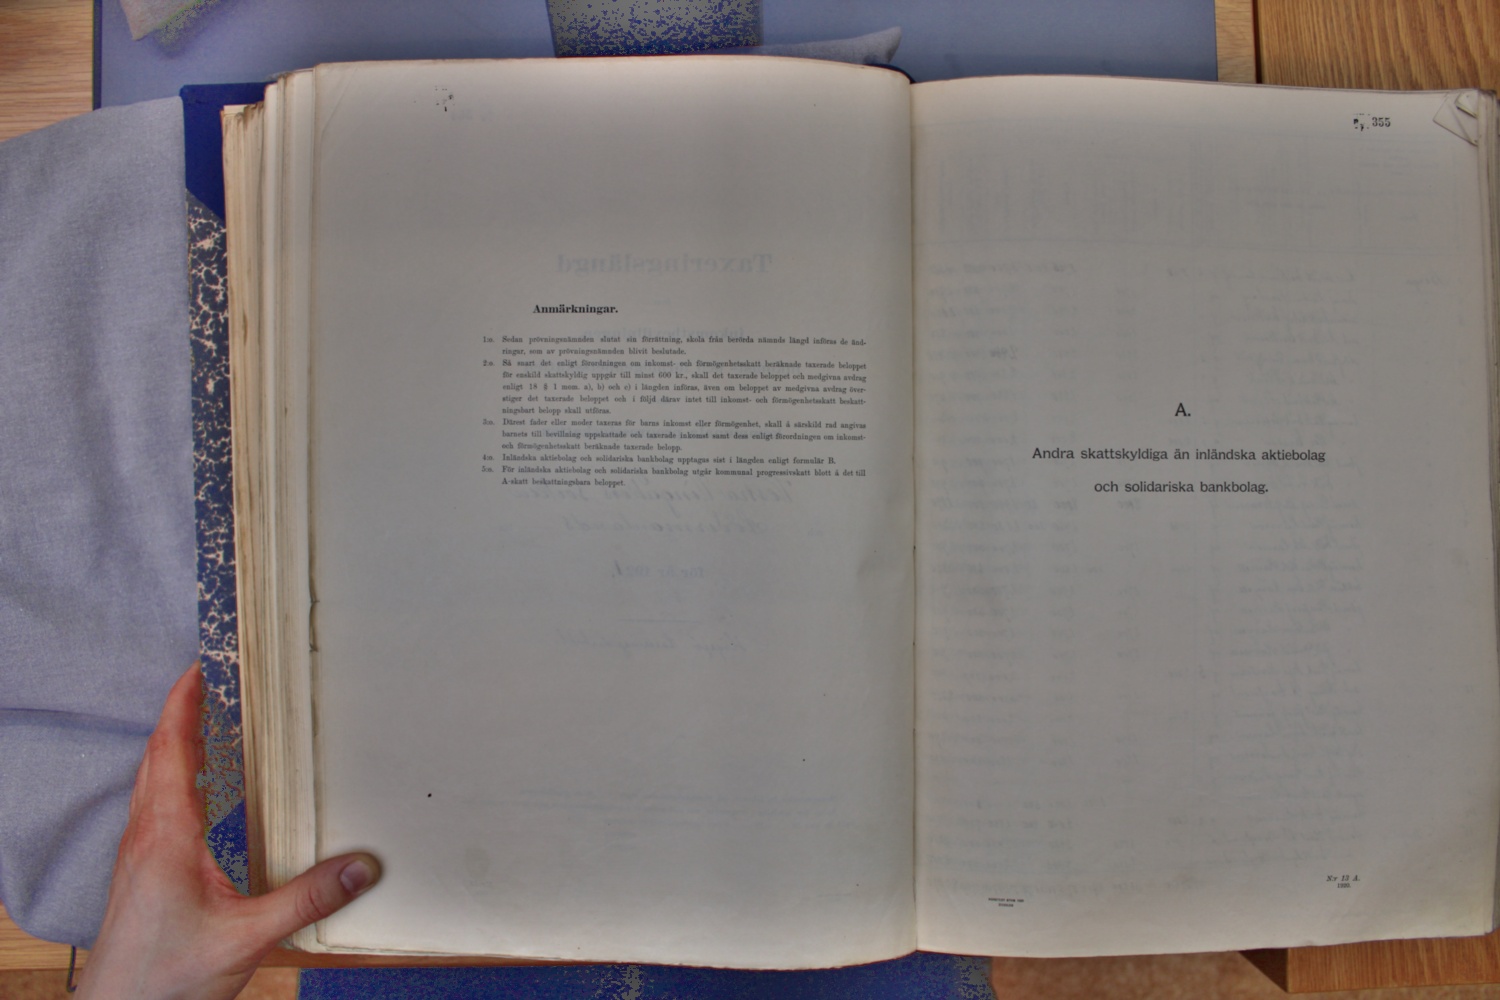 Anmärkningar.
1:o. Sedan prövningsnämnden slutat sin förrättning, skola från berörda nämnds längd införas de änd-
ringar, som av prövningsnämnden blivit beslutade.
2:o. Så snart det enligt förordningen om inkomst- och förmögenhetsskatt beräknade taxerade beloppet
för enskild skattskyldig uppgår till minst 600 kr., skall det taxerade beloppet och medgivna avdrag
enligt 18 § 1 mom. a), b) och c) i längden införas, även om beloppet av medgivna avdrag över-
stiger det taxerade beloppet och i följd därav intet till inkomst- och förmögenhetsskatt beskatt-
ningsbart belopp skall utföras.
3:o. Därest fader eller moder taxeras för barns inkomst eller förmögenhet, skall å särskild rad angivas
barnets till bevillning uppskattade och taxerade inkomst samt dess enligt förordningen om inkomst-
och förmögenhetsskatt beräknade taxerade belopp.
4:o. Inländska aktiebolag och solidariska bankbolag upptagas sist i längden enligt formulär B.
5:o. För inländska aktiebolag och solidariska bankbolag utgår kommunal progressivskatt blott å det till
A-skatt beskattningsbara beloppet.
355
A.
Andra skattskyldiga än inländska aktiebolag
och solidariska bankbolag.
N:r 13 A.